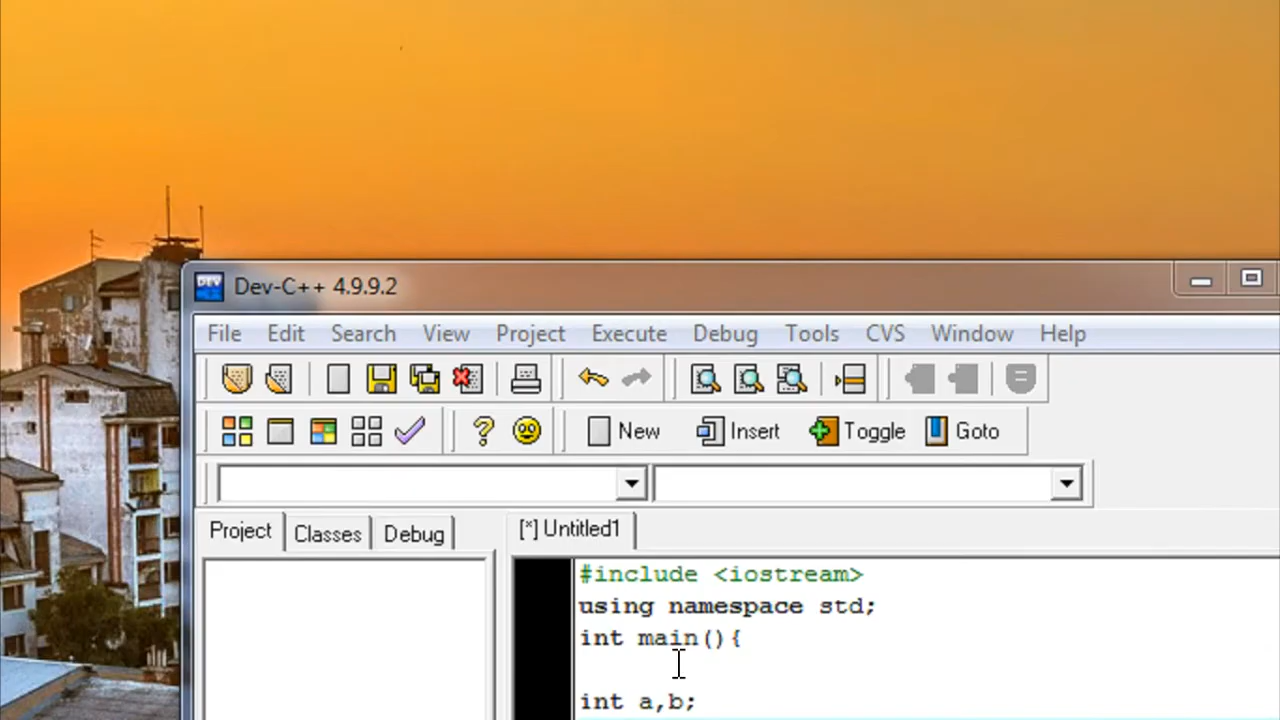 DEV
Dev-C++ 4.9.9.2
File Edit Search View Project Execute Debug Tools CVS Window Help
New Insert Toggle Goto
Project Classes Debug
[*] Untitled1
#include <iostream>
using namespace std;
int main(){
int a,b;